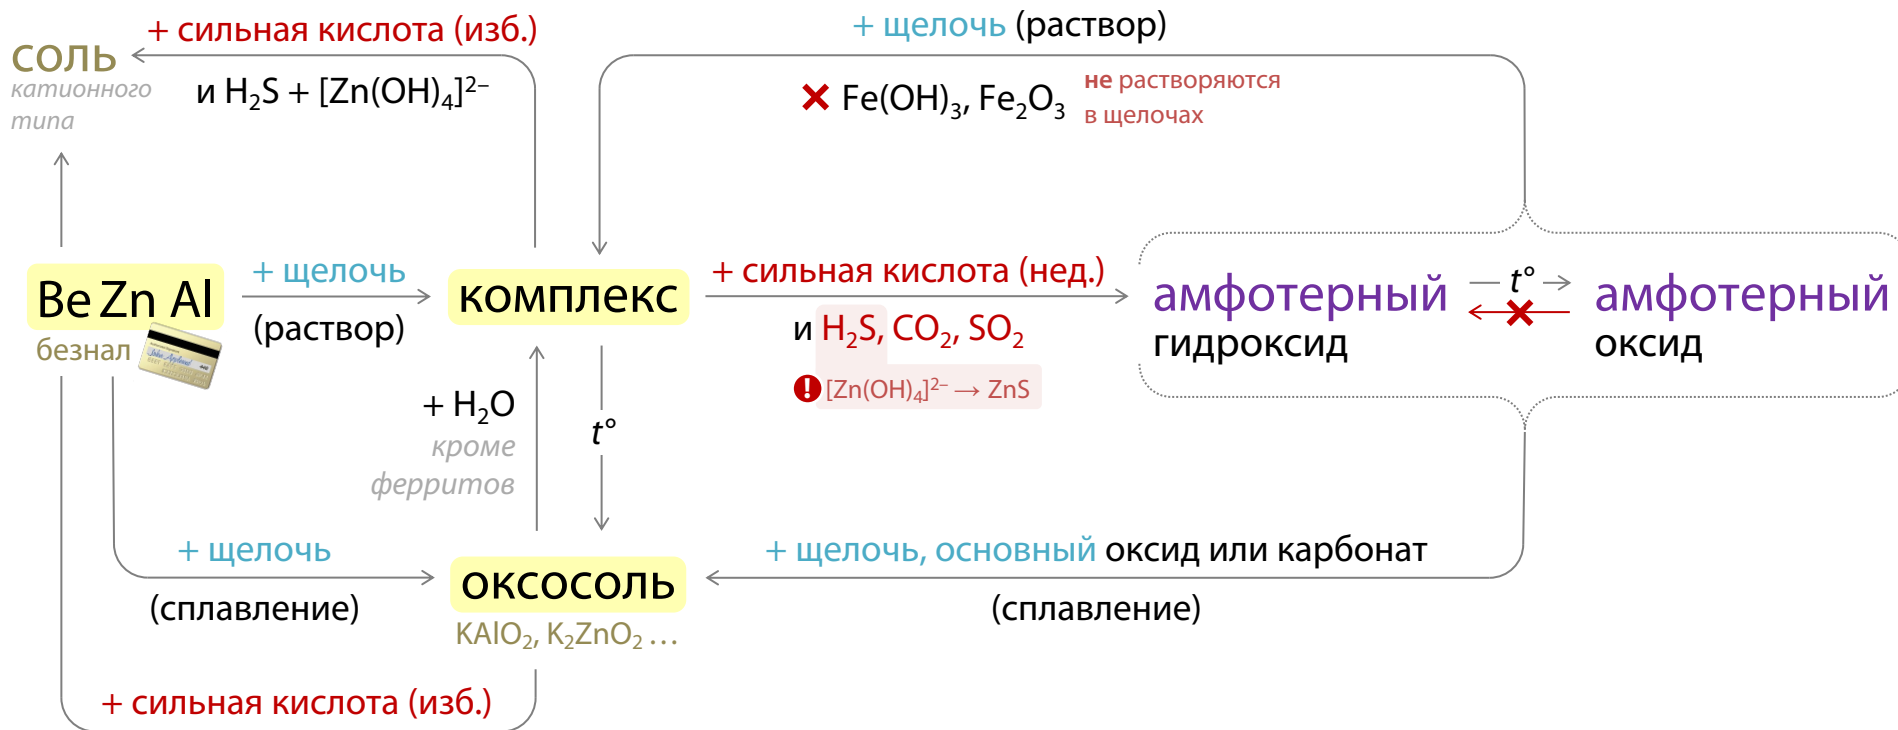 + сильная кислота (изб.)
соль
катионного
типа
и H₂S + [Zn(OH)₄]²⁻
+ щелочь (раствор)
Fe(OH)₃, Fe₂O₃
не растворяются
в щелочах
Be Zn Al
безнал
+ щелочь
(раствор)
комплекс
+ сильная кислота (нед.)
и H₂S, CO₂, SO₂
! [Zn(OH)₄]²⁻ → ZnS
амфотерный
гидроксид
t°
амфотерный
оксид
+ H₂O
кроме
ферритов
t°
+ щелочь
(сплавление)
оксосоль
KAlO₂, K₂ZnO₂ ...
+ щелочь, основный оксид или карбонат
(сплавление)
+ сильная кислота (изб.)